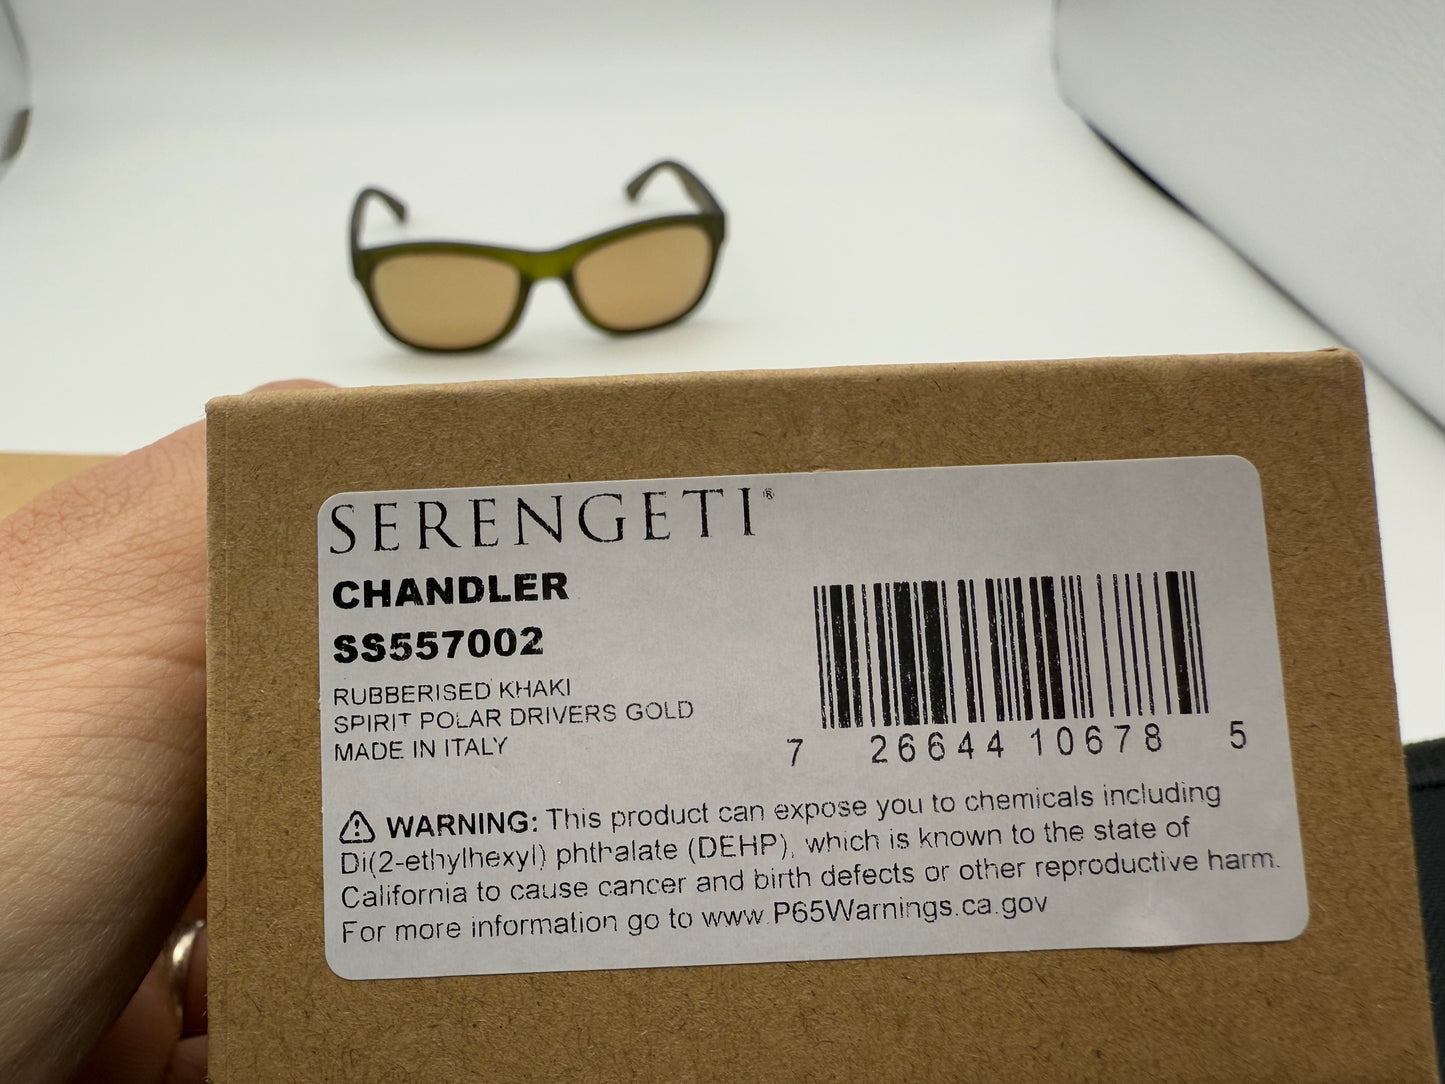 SERENGETI®
CHANDLER
SS557002
RUBBERISED KHAKI
SPIRIT POLAR DRIVERS GOLD
MADE IN ITALY
7 26644 10678 5
⚠ WARNING: This product can expose you to chemicals including
Di(2-ethylhexyl) phthalate (DEHP), which is known to the state of
California to cause cancer and birth defects or other reproductive harm.
For more information go to www.P65Warnings.ca.gov